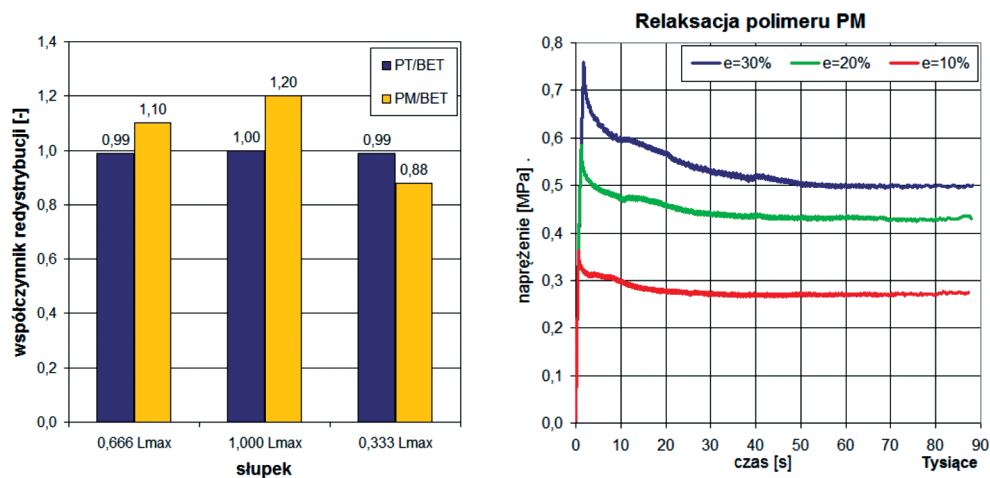 1,4
1,2
1,0
0,8
0,6
0,4
0,2
0,0
współczynnik redystrybucji [-]
PT/BET
PM/BET
0,99
1,10
1,00
1,20
0,99
0,88
0,666 Lmax
1,000 Lmax
0,333 Lmax
słupek
Relaksacja polimeru PM
e=30%
e=20%
e=10%
0,8
0,7
0,6
0,5
0,4
0,3
0,2
0,1
0,0
naprężenie [MPa] .
0 10 20 30 40 50 60 70 80 90
czas [s]
Tysiące